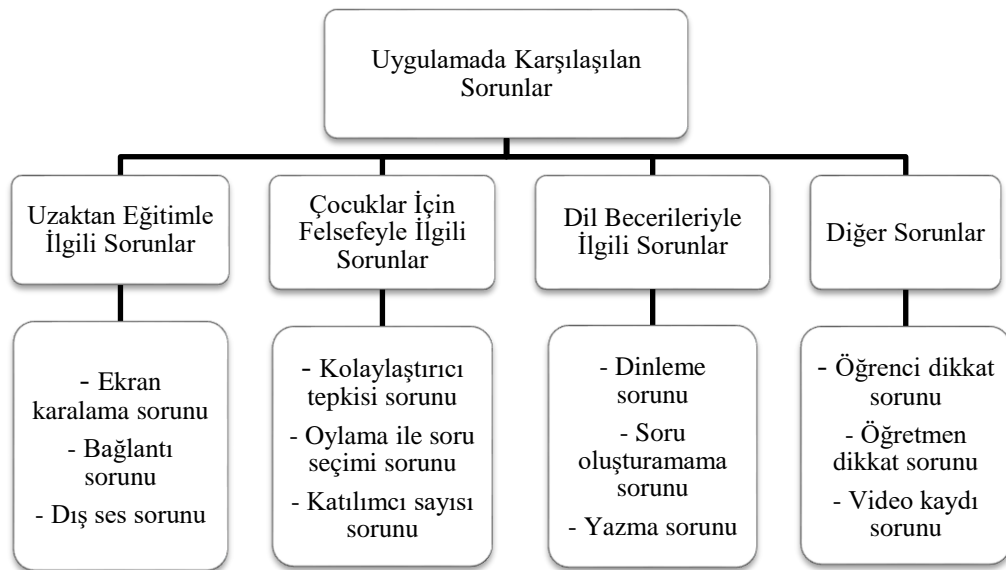 Uygulamada Karşılaşılan
Sorunlar
Uzaktan Eğitimle
İlgili Sorunlar
Çocuklar İçin
Felsefeyle İlgili
Sorunlar
Dil Becerileriyle
İlgili Sorunlar
Diğer Sorunlar
- Ekran
karalama sorunu
- Bağlantı
sorunu
- Dış ses sorunu
- Kolaylaştırıcı
tepkisi sorunu
- Oylama ile soru
seçimi sorunu
- Katılımcı sayısı
sorunu
- Dinleme
sorunu
- Soru
oluşturamama
sorunu
- Yazma sorunu
- Öğrenci dikkat
sorunu
- Öğretmen
dikkat sorunu
- Video kaydı
sorunu